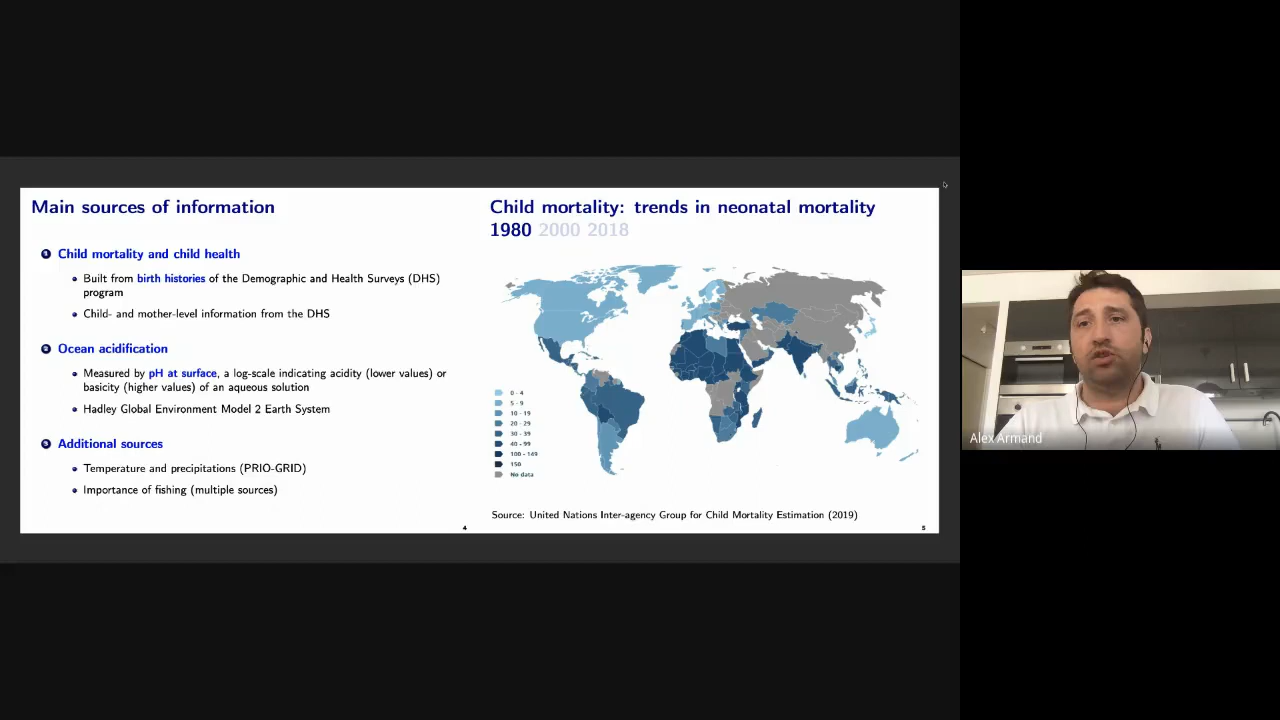 Main sources of information
1 Child mortality and child health
Built from birth histories of the Demographic and Health Surveys (DHS)
program
Child- and mother-level information from the DHS
2 Ocean acidification
Measured by pH at surface, a log-scale indicating acidity (lower values) or
basicity (higher values) of an aqueous solution
Hadley Global Environment Model 2 Earth System
3 Additional sources
Temperature and precipitations (PRIO-GRID)
Importance of fishing (multiple sources)
4
Child mortality: trends in neonatal mortality
1980 2000 2018
0 - 4
5 - 9
10 - 19
20 - 29
30 - 39
40 - 99
100 - 149
150
No data
Source: United Nations Inter-agency Group for Child Mortality Estimation (2019)
5
Alex Armand